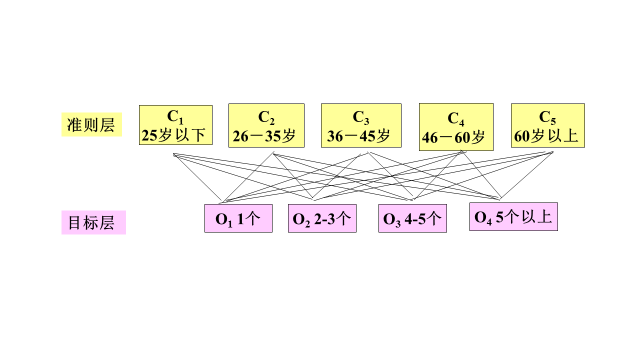 准则层
C1
25岁以下
C2
26－35岁
C3
36－45岁
C4
46－60岁
C5
60岁以上
目标层
O1 1个
O2 2-3个
O3 4-5个
O4 5个以上